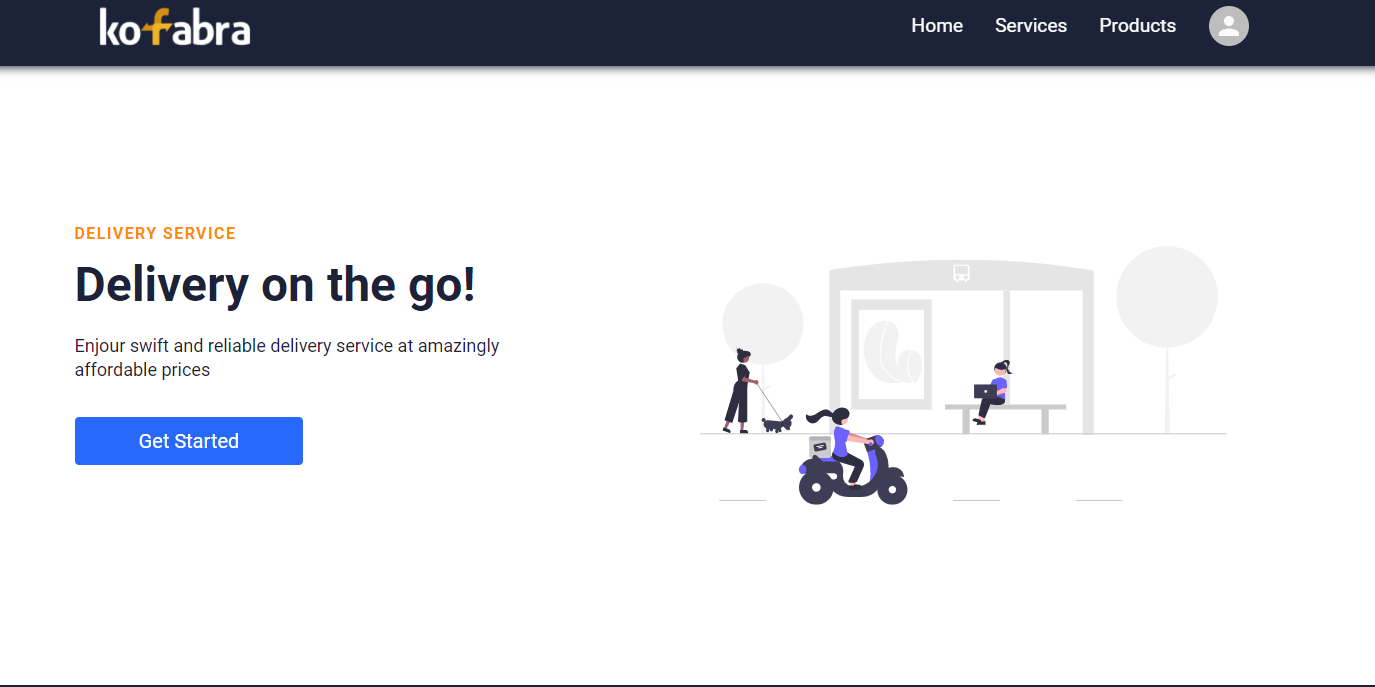 kofabra
Home Services Products
DELIVERY SERVICE
Delivery on the go!
Enjour swift and reliable delivery service at amazingly
affordable prices
Get Started